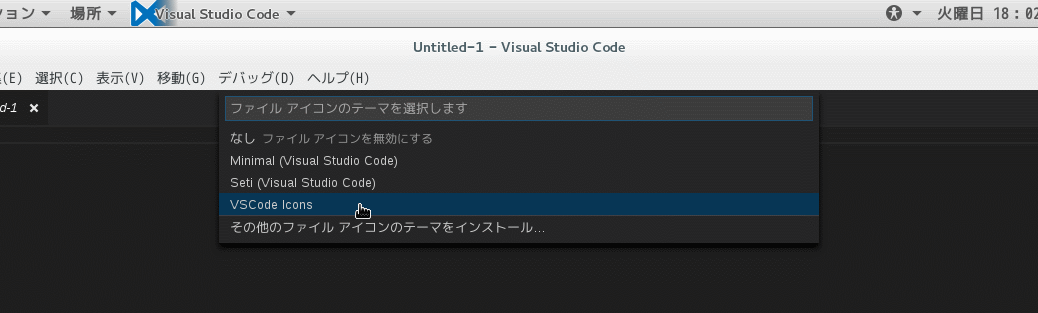 ション 場所 Visual Studio Code 火曜日 18：02
Untitled-1 - Visual Studio Code
(E) 選択(C) 表示(V) 移動(G) デバッグ(D) ヘルプ(H)
d-1
ファイル アイコンのテーマを選択します
なし ファイル アイコンを無効にする
Minimal (Visual Studio Code)
Seti (Visual Studio Code)
VSCode Icons
その他のファイル アイコンのテーマをインストール...